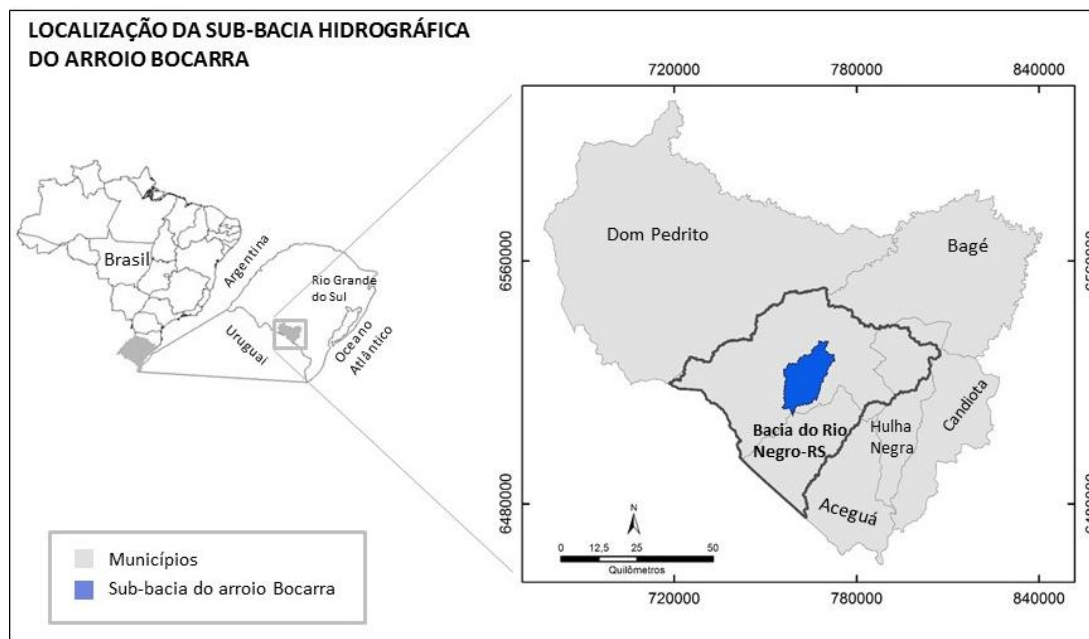 LOCALIZAÇÃO DA SUB-BACIA HIDROGRÁFICA
DO ARROIO BOCARRA
720000 780000 840000
Brasil
Argentina
Rio Grande
do Sul
Uruguai
Oceano
Atlântico
Dom Pedrito
Bagé
6560000
Candiota
Hulha
Negra
Bacia do Rio
Negro-RS
Aceguá
6480000
N
0 12,5 25 50
Quilômetros
Municípios
Sub-bacia do arroio Bocarra
720000 780000 840000